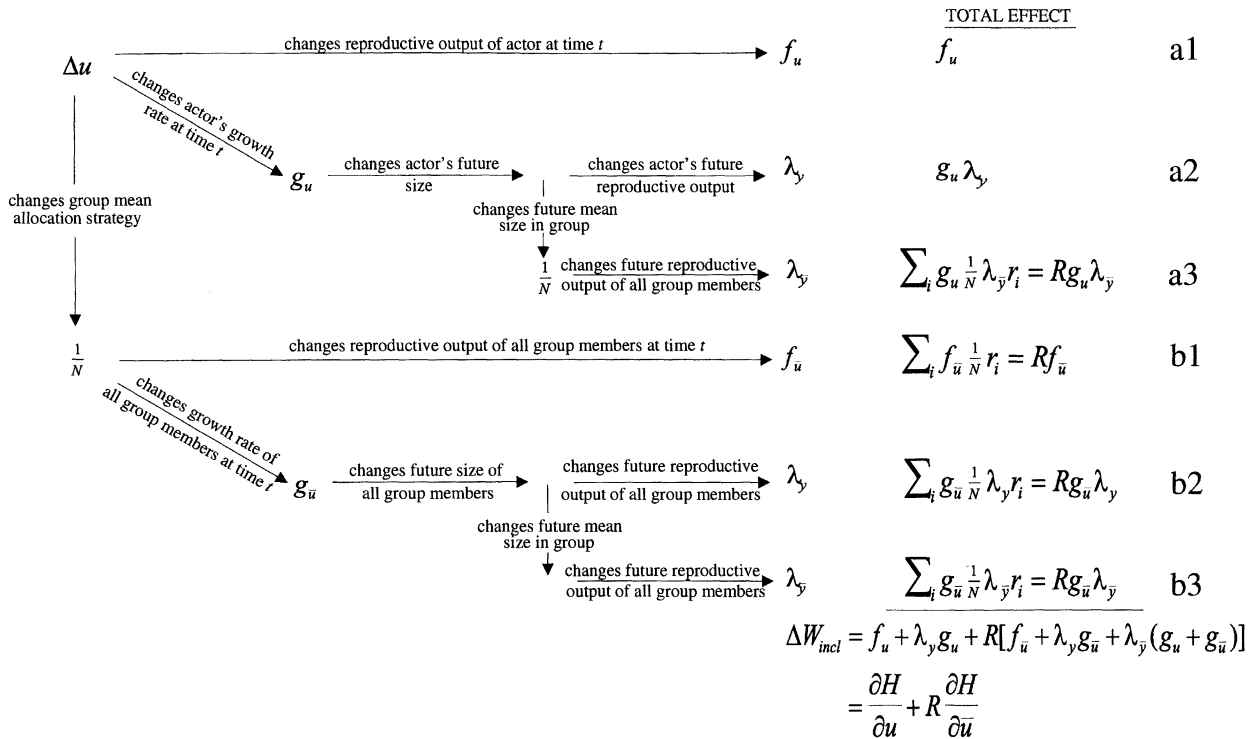 TOTAL EFFECT
Δu
changes reproductive output of actor at time t
f_u
f_u
a1
changes actor's growth
rate at time t
g_u
changes actor's future
size
changes actor's future
reproductive output
λ_y
g_u λ_y
a2
changes group mean
allocation strategy
changes future mean
size in group
1/N
changes future reproductive
output of all group members
λ_ȳ
∑_i g_u 1/N λ_ȳ r_i = R g_u λ_ȳ
a3
1/N
changes reproductive output of all group members at time t
f_ū
∑_i f_ū 1/N r_i = R f_ū
b1
changes growth rate of
all group members at time t
g_ū
changes future size of
all group members
changes future reproductive
output of all group members
λ_y
∑_i g_ū 1/N λ_y r_i = R g_ū λ_y
b2
changes future mean
size in group
changes future reproductive
output of all group members
λ_ȳ
∑_i g_ū 1/N λ_ȳ r_i = R g_ū λ_ȳ
b3
ΔW_incl = f_u + λ_y g_u + R[f_ū + λ_y g_ū + λ_ȳ (g_u + g_ū)]
= ∂H/∂u + R ∂H/∂ū